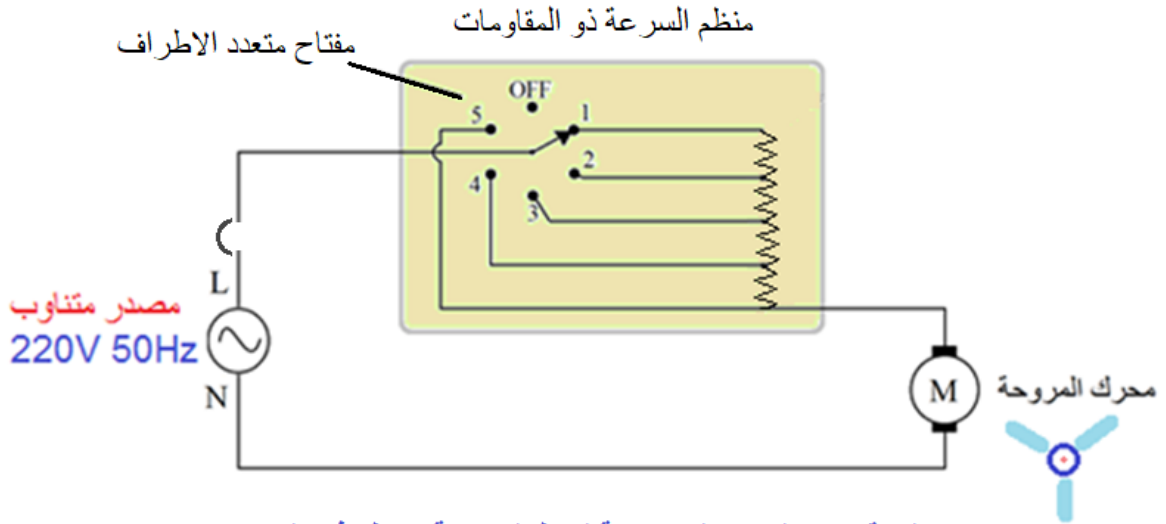 منظم السرعة ذو المقاومات
مفتاح متعدد الاطراف
OFF
5
1
2
4
3
L
مصدر متناوب
220V 50Hz
N
M
محرك المروحة